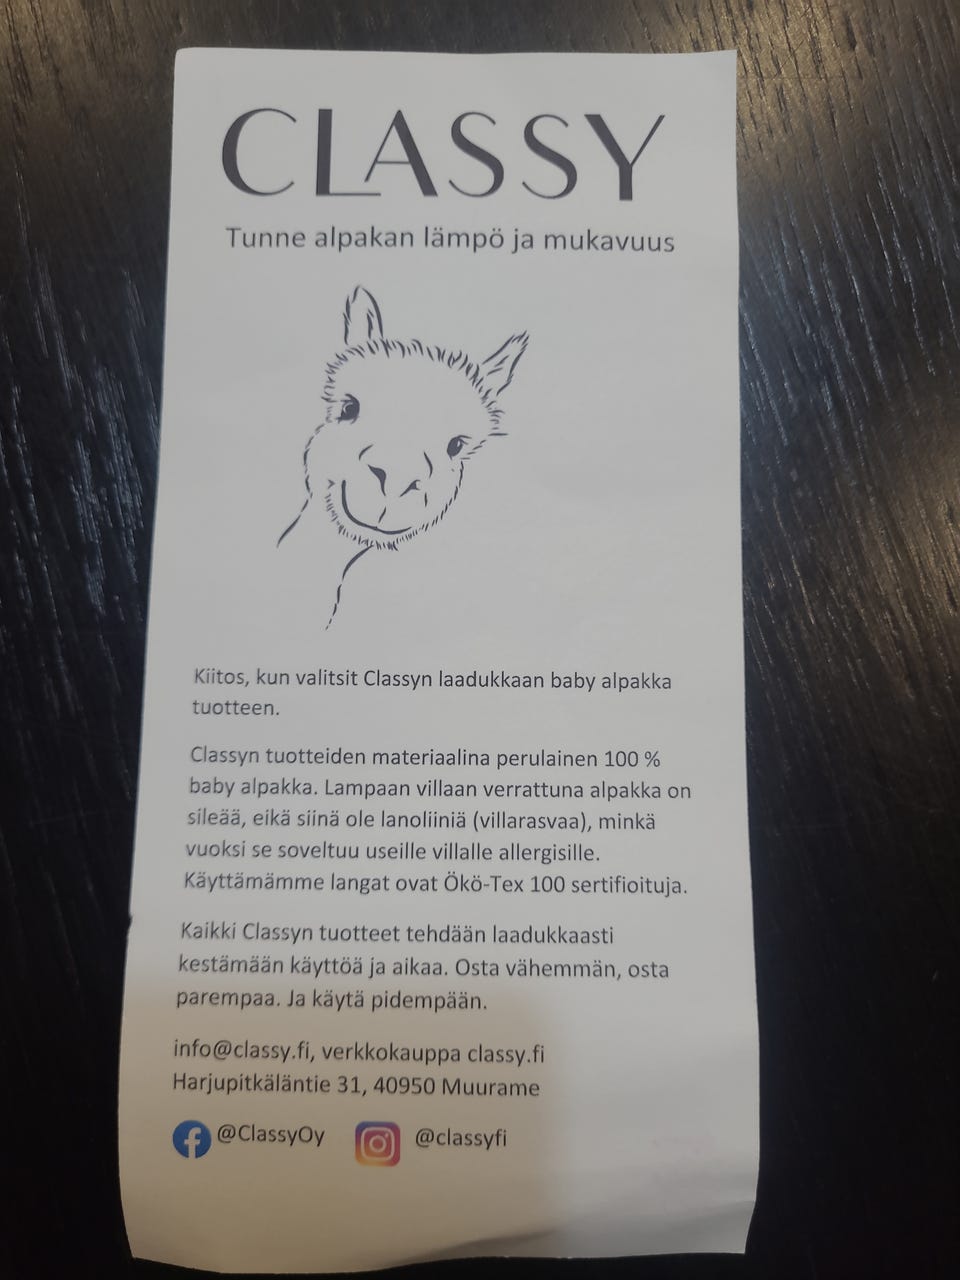 CLASSY
Tunne alpakan lämpö ja mukavuus
Kiitos, kun valitsit Classyn laadukkaan baby alpakka
tuotteen.
Classyn tuotteiden materiaalina perulainen 100 %
baby alpakka. Lampaan villaan verrattuna alpakka on
sileää, eikä siinä ole lanoliiniä (villarasvaa), minkä
vuoksi se soveltuu useille villalle allergisille.
Käyttämämme langat ovat Ökö-Tex 100 sertifioituja.
Kaikki Classyn tuotteet tehdään laadukkaasti
kestämään käyttöä ja aikaa. Osta vähemmän, osta
parempaa. Ja käytä pidempään.
info@classy.fi, verkkokauppa classy.fi
Harjupitkäläntie 31, 40950 Muurame
@ClassyOy @classyfi